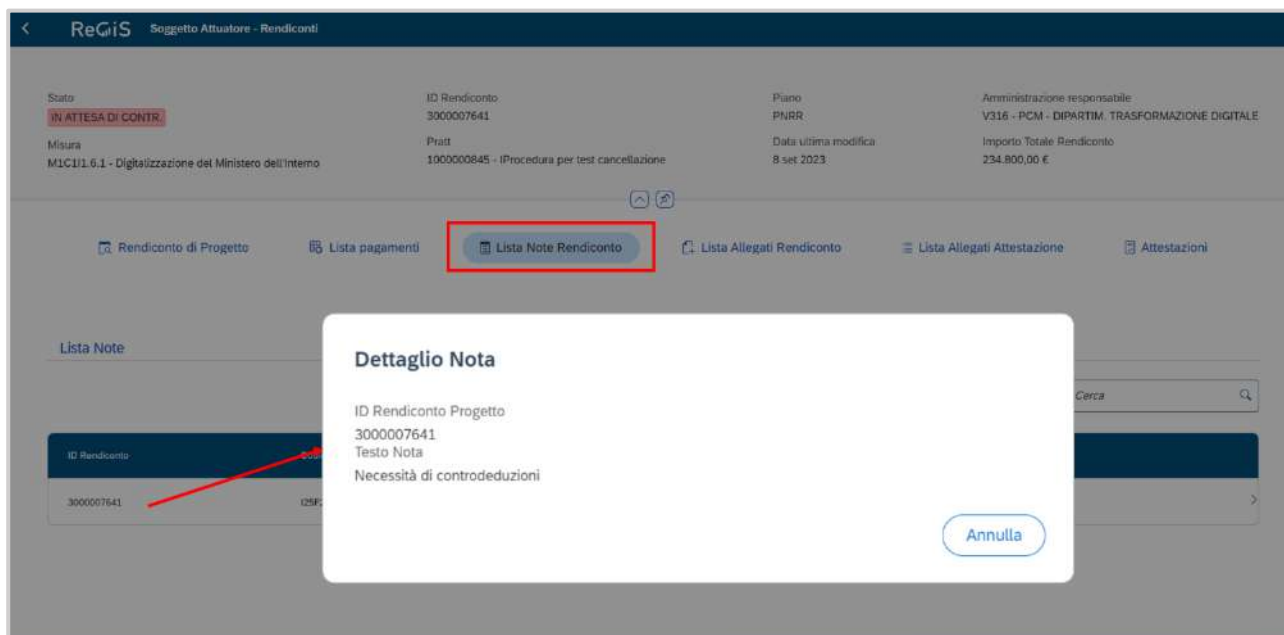 ReGiS Soggetto Attuatore - Rendiconti
Stato
IN ATTESA DI CONTR.
ID Rendiconto
3000007641
Piano
PNRR
Amministrazione responsabile
V316 - PCM - DIPARTIM. TRASFORMAZIONE DIGITALE
Misura
M1C1/1.6.1 - Digitalizzazione del Ministero dell'Interno
Pratt
1000000845 - IProcedura per test cancellazione
Data ultima modifica
8 set 2023
Importo Totale Rendiconto
234.800,00 €
Rendiconto di Progetto Lista pagamenti Lista Note Rendiconto Lista Allegati Rendiconto Lista Allegati Attestazione Attestazioni
Lista Note
Cerca
ID Rendiconto
3000007641
Dettaglio Nota
ID Rendiconto Progetto
3000007641
Testo Nota
Necessità di controdeduzioni
Annulla